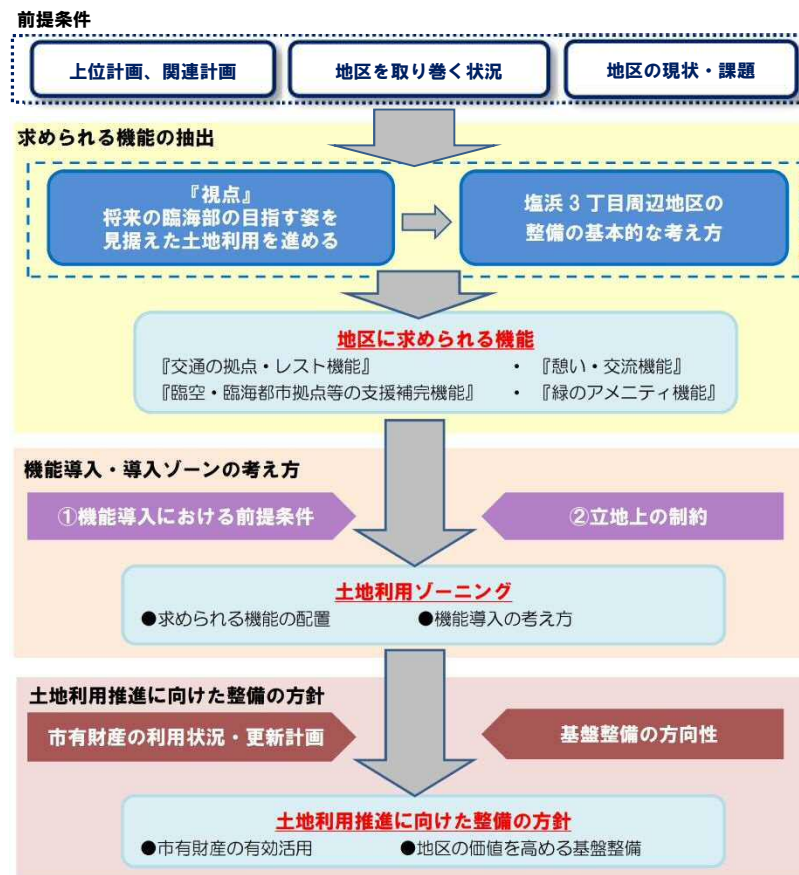 前提条件
上位計画、関連計画
地区を取り巻く状況
地区の現状・課題
求められる機能の抽出
『視点』
将来の臨海部の目指す姿を
見据えた土地利用を進める
塩浜3丁目周辺地区の
整備の基本的な考え方
地区に求められる機能
『交通の拠点・レスト機能』 ・『憩い・交流機能』
『臨空・臨海都市拠点等の支援補完機能』 ・『緑のアメニティ機能』
機能導入・導入ゾーンの考え方
①機能導入における前提条件
②立地上の制約
土地利用ゾーニング
●求められる機能の配置 ●機能導入の考え方
土地利用推進に向けた整備の方針
市有財産の利用状況・更新計画
基盤整備の方向性
土地利用推進に向けた整備の方針
●市有財産の有効活用 ●地区の価値を高める基盤整備